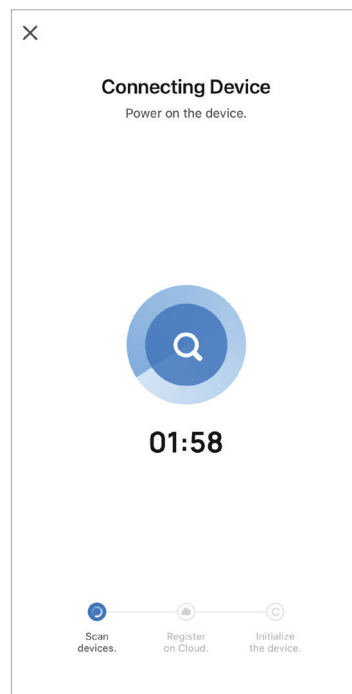 Connecting Device
Power on the device.
01:58
Scan
devices.
Register
on Cloud.
Initialize
the device.